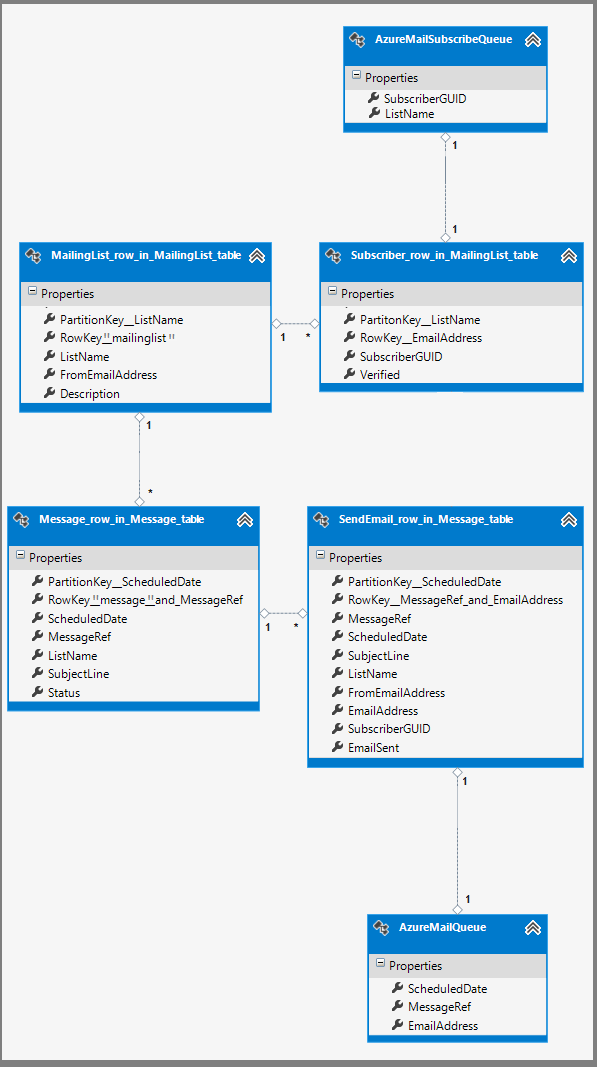 AzureMailSubscribeQueue
Properties
SubscriberGUID
ListName
1
1
MailingList_row_in_MailingList_table
Properties
PartitionKey__ListName
RowKey"mailinglist"
ListName
FromEmailAddress
Description
1
*
Subscriber_row_in_MailingList_table
Properties
PartitonKey__ListName
RowKey__EmailAddress
SubscriberGUID
Verified
1
*
Message_row_in_Message_table
Properties
PartitionKey__ScheduledDate
RowKey"message"and_MessageRef
ScheduledDate
MessageRef
ListName
SubjectLine
Status
1
*
SendEmail_row_in_Message_table
Properties
PartitionKey__ScheduledDate
RowKey__MessageRef_and_EmailAddress
MessageRef
ScheduledDate
SubjectLine
ListName
FromEmailAddress
EmailAddress
SubscriberGUID
EmailSent
1
1
AzureMailQueue
Properties
ScheduledDate
MessageRef
EmailAddress